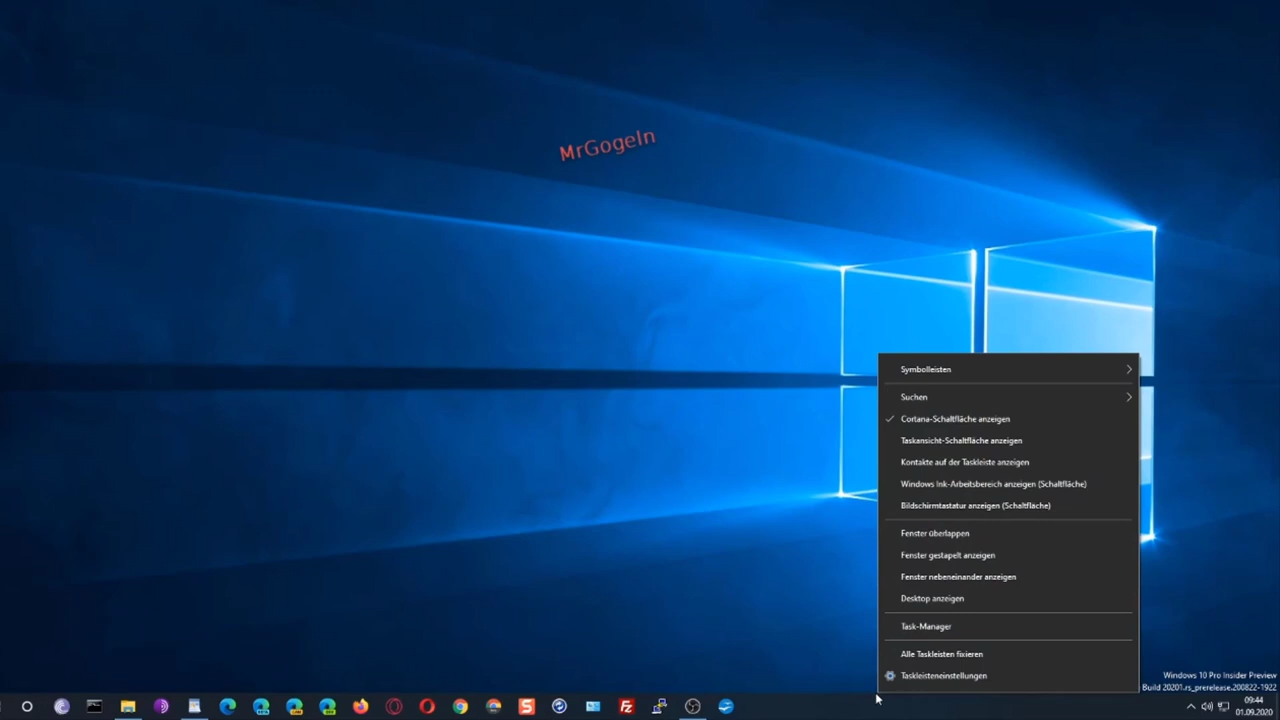 MrGogeln
Symbolleisten
Suchen
Cortana-Schaltfläche anzeigen
Taskansicht-Schaltfläche anzeigen
Kontakte auf der Taskleiste anzeigen
Windows Ink-Arbeitsbereich anzeigen (Schaltfläche)
Bildschirmtastatur anzeigen (Schaltfläche)
Fenster überlappen
Fenster gestapelt anzeigen
Fenster nebeneinander anzeigen
Desktop anzeigen
Task-Manager
Alle Taskleisten fixieren
Taskleisteneinstellungen
Windows 10 Pro Insider Preview
Build 20201.rs_prerelease.200822-1922
09:44
01.09.2020